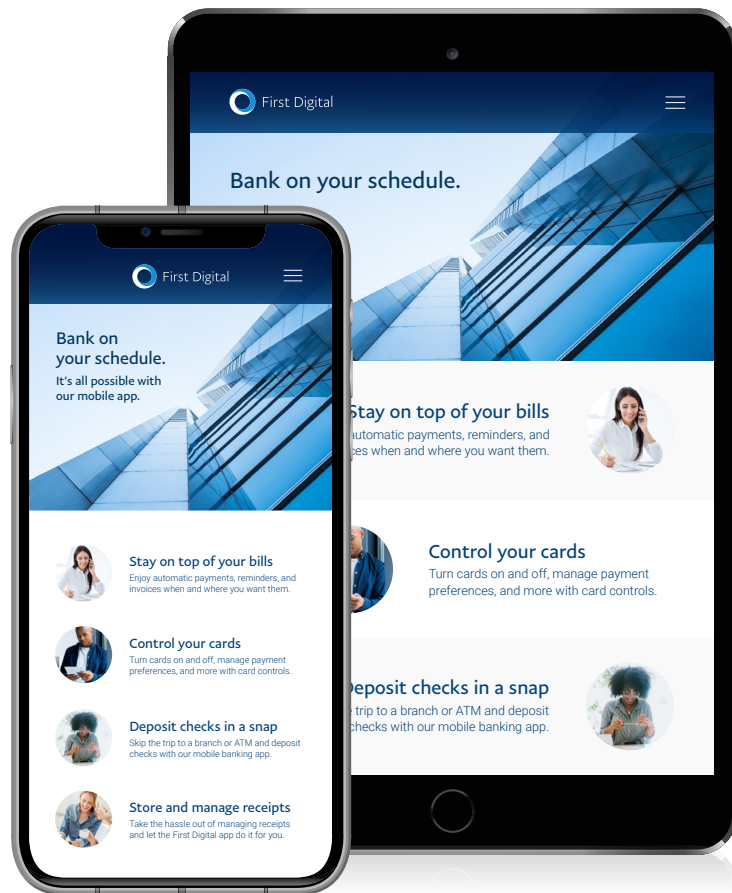 First Digital
Bank on your schedule.
Stay on top of your bills
automatic payments, reminders, and
when and where you want them.
Control your cards
Turn cards on and off, manage payment
preferences, and more with card controls.
Deposit checks in a snap
trip to a branch or ATM and deposit
checks with our mobile banking app.
First Digital
Bank on
your schedule.
It's all possible with
our mobile app.
Stay on top of your bills
Enjoy automatic payments, reminders, and
invoices when and where you want them.
Control your cards
Turn cards on and off, manage payment
preferences, and more with card controls.
Deposit checks in a snap
Skip the trip to a branch or ATM and deposit
checks with our mobile banking app.
Store and manage receipts
Take the hassle out of managing receipts
and let the First Digital app do it for you.